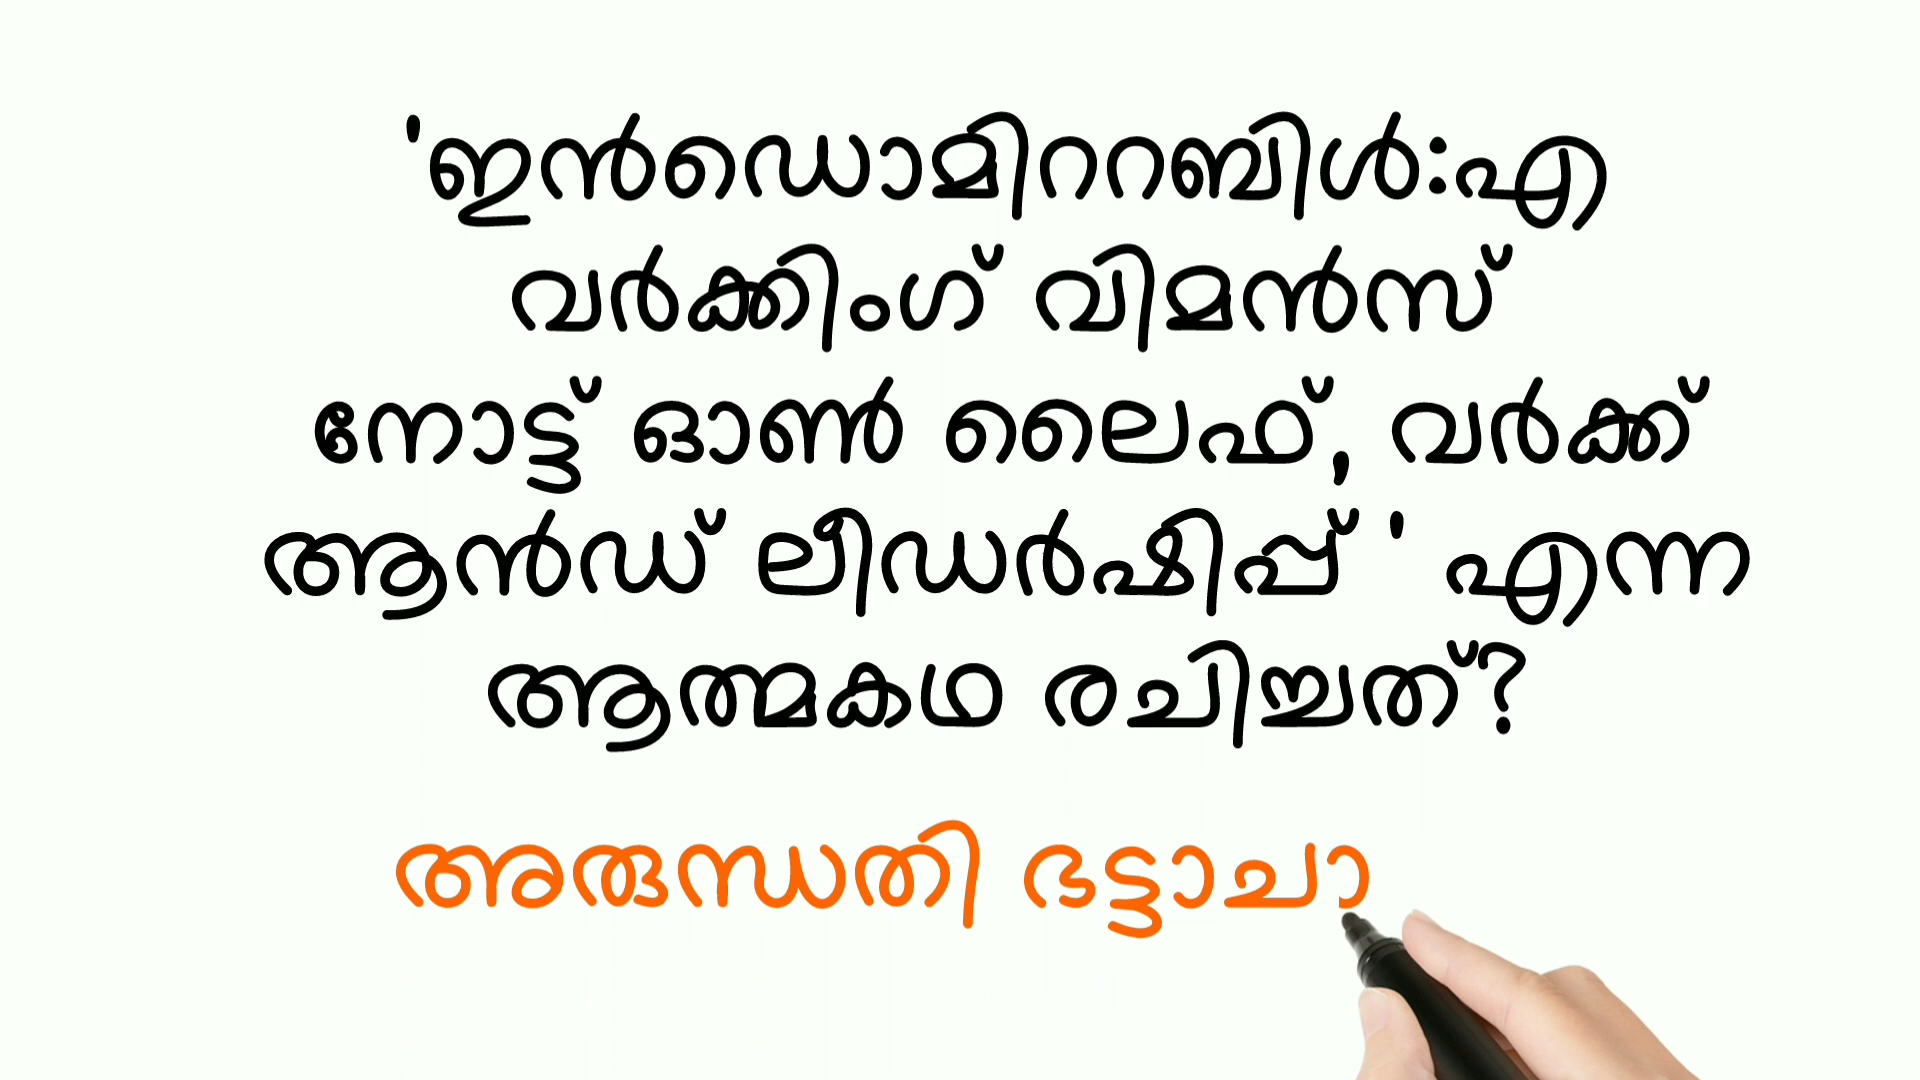 'ഇൻഡൊമിററബിൾ:എ
വർക്കിംഗ് വിമൻസ്
നോട്ട് ഓൺ ലൈഫ്, വർക്ക്
ആൻഡ് ലീഡർഷിപ്പ് ' എന്ന
ആത്മകഥ രചിച്ചത്?
അരുന്ധതി ഭട്ടാചാ